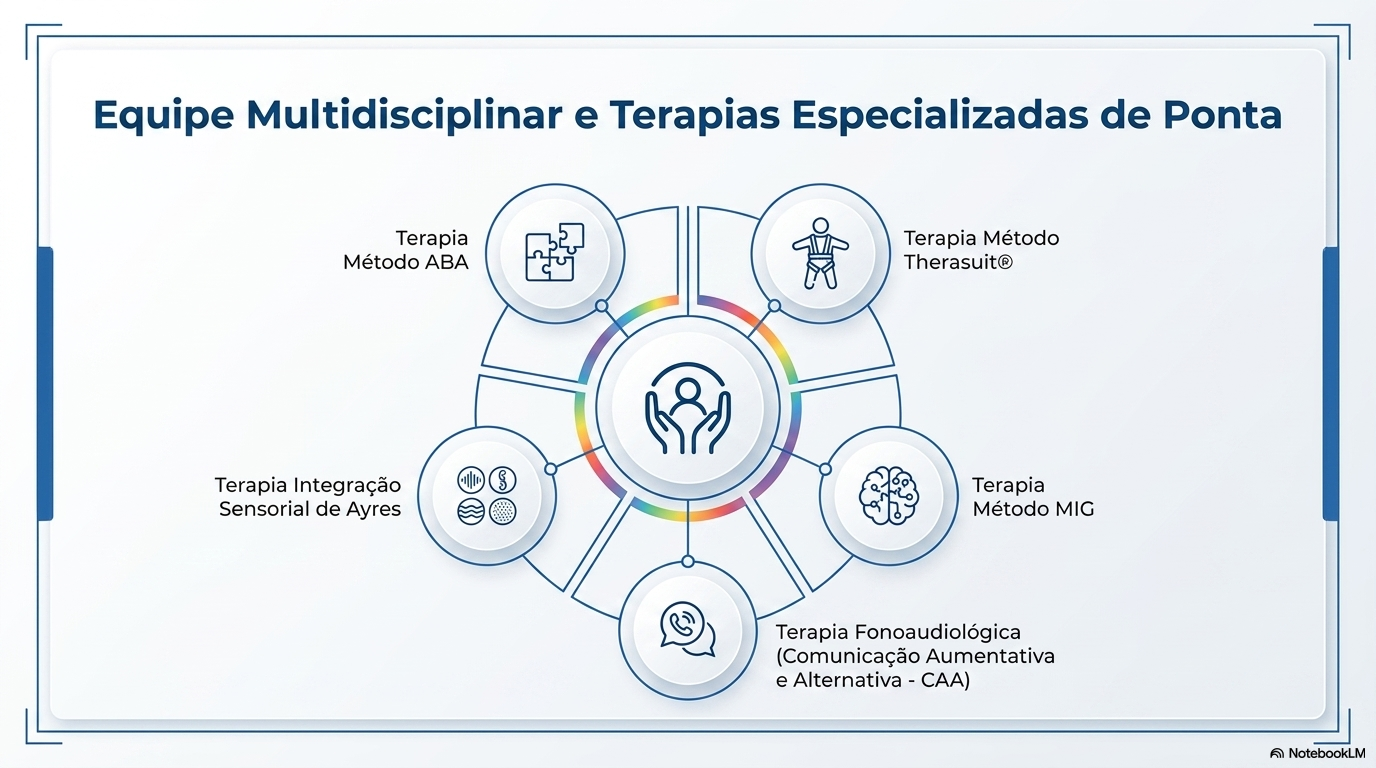 Equipe Multidisciplinar e Terapias Especializadas de Ponta
Terapia
Método ABA
Terapia Método
Therasuit®
Terapia Integração
Sensorial de Ayres
Terapia
Método MIG
Terapia Fonoaudiológica
(Comunicação Aumentativa
e Alternativa - CAA)
NotebookLM